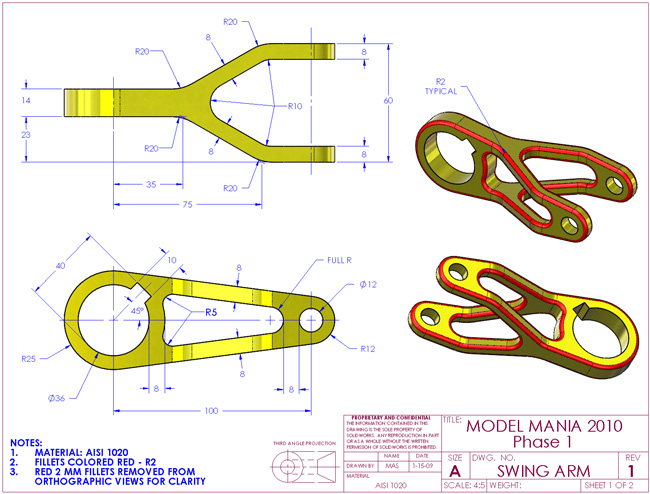 R20
R20
8
8
14
23
R10
60
8
R20
8
R20
35
75
R2
TYPICAL
40
10
8
FULL R
Ø12
45°
R5
R25
Ø36
8
8
8
R12
100
NOTES:
1. MATERIAL: AISI 1020
2. FILLETS COLORED RED - R2
3. RED 2 MM FILLETS REMOVED FROM
ORTHOGRAPHIC VIEWS FOR CLARITY
THIRD ANGLE PROJECTION
PROPRIETARY AND CONFIDENTIAL
THE INFORMATION CONTAINED IN THIS
DRAWING IS THE SOLE PROPERTY OF
SOLIDWORKS. ANY REPRODUCTION IN PART
OR AS A WHOLE WITHOUT THE WRITTEN
PERMISSION OF SOLIDWORKS IS PROHIBITED.
NAME DATE
DRAWN BY MAS 1-15-09
MATERIAL
AISI 1020
TITLE:
MODEL MANIA 2010
Phase 1
SIZE DWG. NO. REV
A SWING ARM 1
SCALE: 4:5 WEIGHT: SHEET 1 OF 2